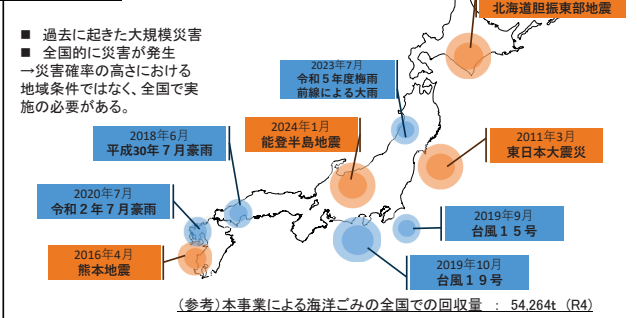 北海道胆振東部地震
■ 過去に起きた大規模災害
■ 全国的に災害が発生
→災害確率の高さにおける
地域条件ではなく、全国で実
施の必要がある。
2023年7月
令和5年度梅雨
前線による大雨
2018年6月
平成30年7月豪雨
2024年1月
能登半島地震
2011年3月
東日本大震災
2020年7月
令和2年7月豪雨
2019年9月
台風15号
2016年4月
熊本地震
2019年10月
台風19号
(参考)本事業による海洋ごみの全国での回収量 : 54,264t (R4)